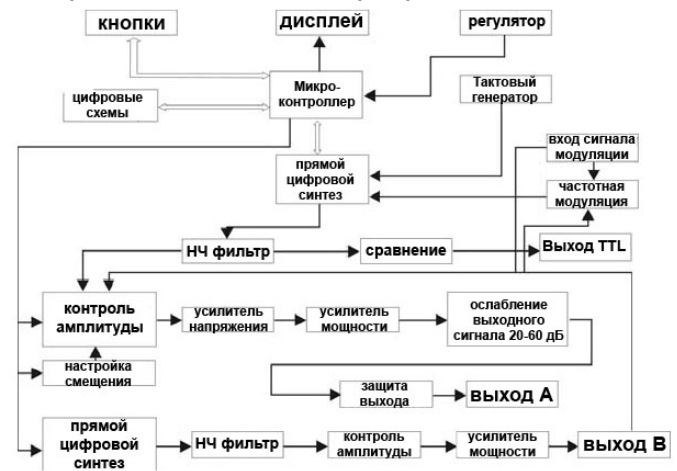 кнопки
дисплей
регулятор
Микро-
контроллер
Тактовый
генератор
цифровые
схемы
вход сигнала
модуляции
прямой
цифровой
синтез
частотная
модуляция
НЧ фильтр
сравнение
Выход TTL
контроль
амплитуды
усилитель
напряжения
усилитель
мощности
ослабление
выходного
сигнала 20-60 дБ
настройка
смещения
защита
выхода
выход А
прямой
цифровой
синтез
НЧ фильтр
контроль
амплитуды
усилитель
мощности
выход В